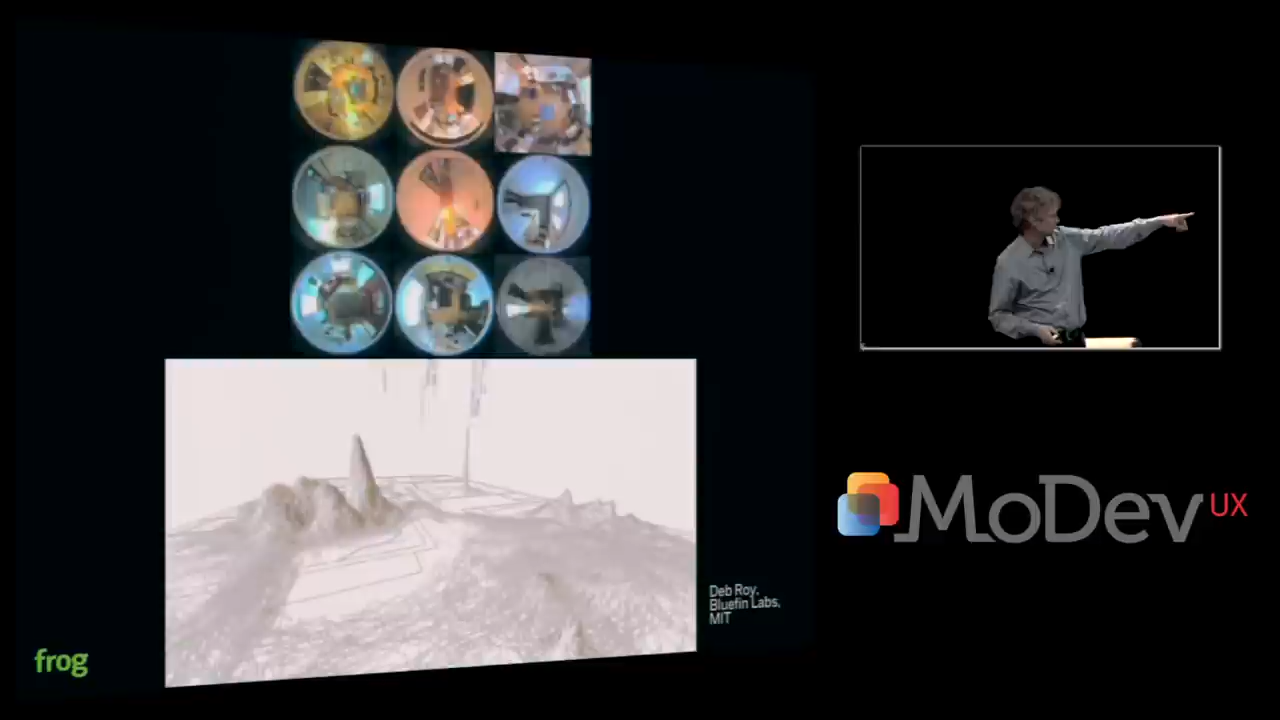 Deb Roy,
Bluefin Labs,
MIT
frog
MoDev UX